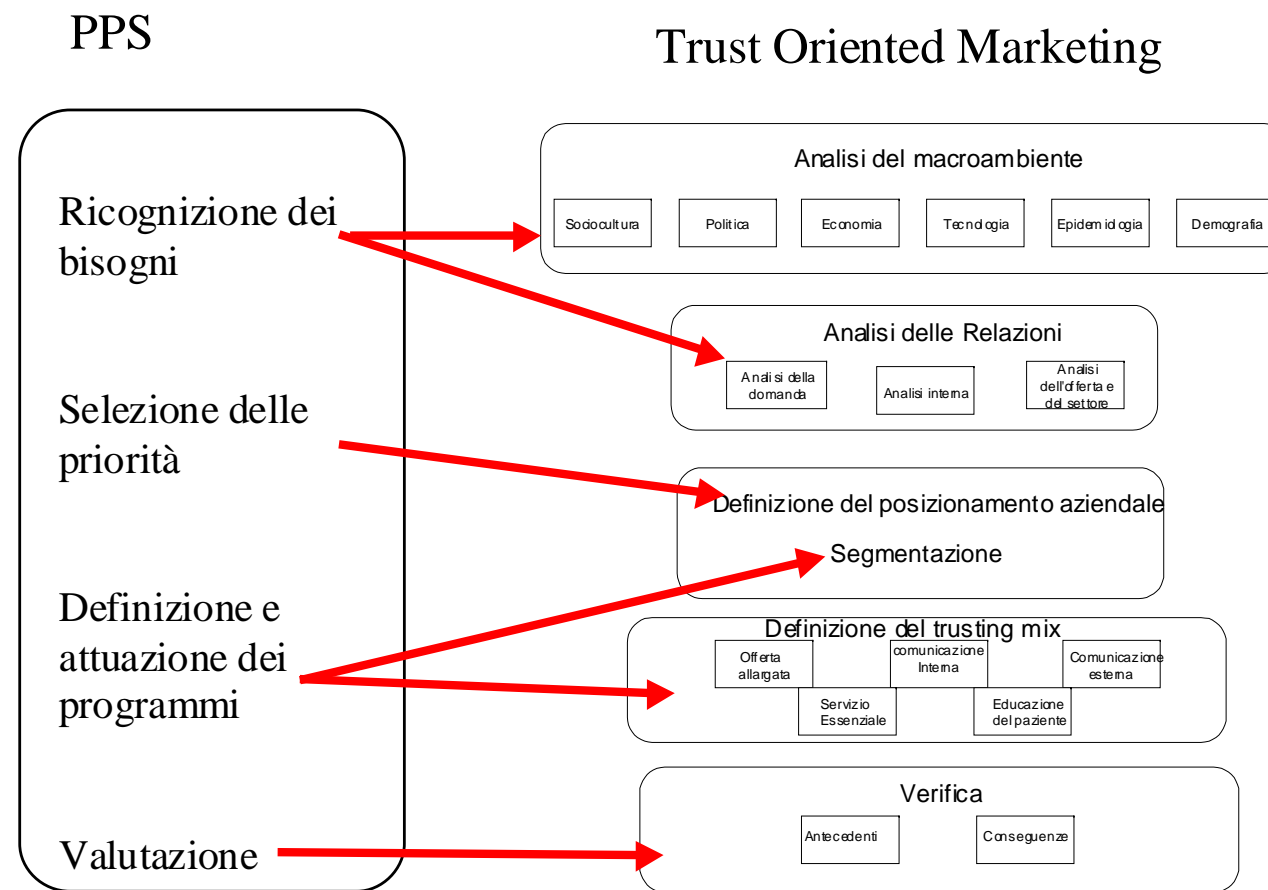 PPS
Trust Oriented Marketing
Ricognizione dei
bisogni
Selezione delle
priorità
Definizione e
attuazione dei
programmi
Valutazione
Analisi del macroambiente
Sociocultura
Politica
Economia
Tecnologia
Epidemiologia
Demografia
Analisi delle Relazioni
Analisi della
domanda
Analisi interna
Analisi
dell'offerta e
del settore
Definizione del posizionamento aziendale
Segmentazione
Definizione del trusting mix
Offerta
allargata
comunicazione
Interna
Comunicazione
esterna
Servizio
Essenziale
Educazione
del paziente
Verifica
Antecedenti
Conseguenze